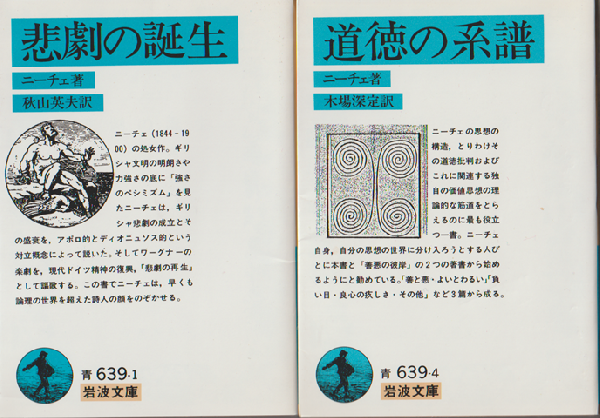 悲劇の誕生
ニーチェ著
秋山英夫訳
ニーチェ(1844-19
00)の処女作。ギリ
シャ文明の明朗さや
力強さの底に「強さ
のペシミズム」を見
たニーチェは、ギリ
シャ悲劇の成立とそ
の盛衰を、アポロ的とディオニュソス的という
対立概念によって説いた。そしてワーグナーの
楽劇を、現代ドイツ精神の復興,「悲劇の再生」
として謳歌する。この書でニーチェは、早くも
論理の世界を超えた詩人の顔をのぞかせる。
青 639-1
岩波文庫
道徳の系譜
ニーチェ著
木場深定訳
ニーチェの思想の
構造、とりわけそ
の道徳批判および
これに関連する独
自の価値思想の理
論的な筋道をとら
えるのに最も役立
つ一書。ニーチェ
自身,自分の思想の世界に分け入ろうとする人び
とに本書と「善悪の彼岸」の2つの著書から始め
るようにと勧めている。「善と悪・よいとわるい」「負
い目・良心の疚しさ・その他」など3篇から成る。
青 639-4
岩波文庫